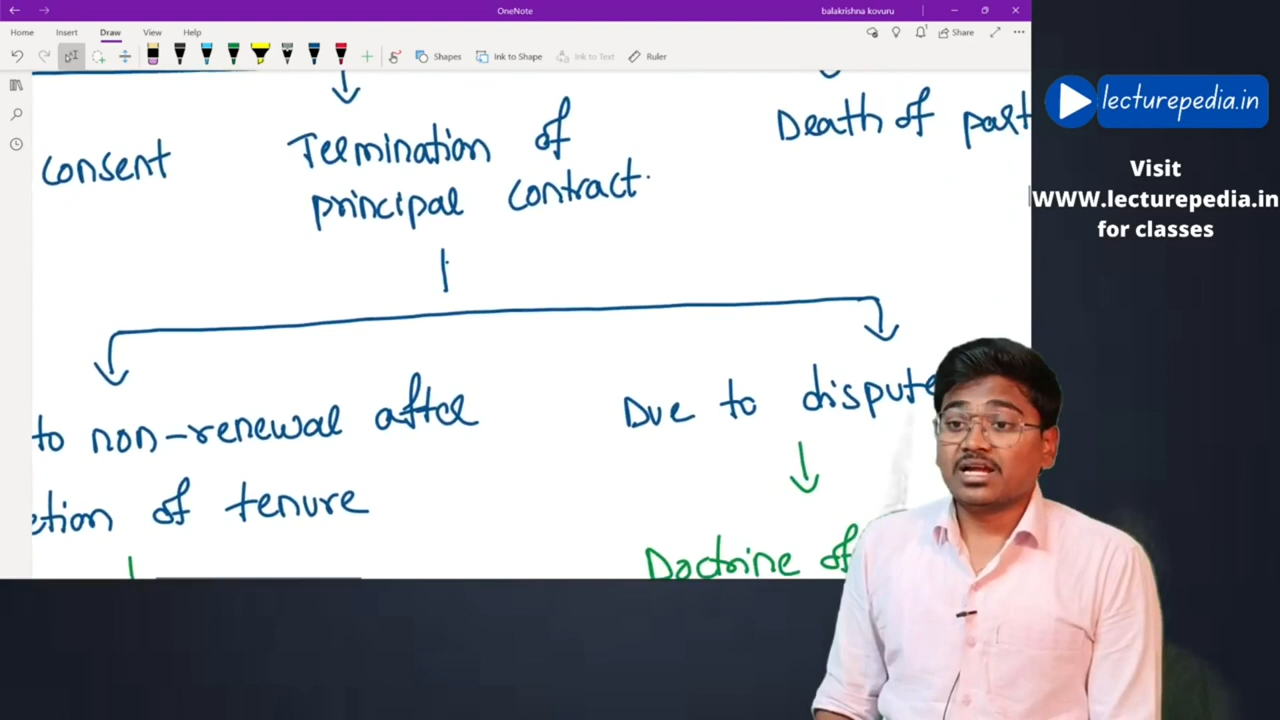 OneNote
balakrishna kovuru
Home Insert Draw View Help
Share
Shapes Ink to Shape Ink to Text Ruler
lecturepedia.in
Visit
WWW.lecturepedia.in
for classes
Death of part
consent
Termination of
principal contract.
to non-renewal after
etion of tenure
Due to dispute
Doctrine of